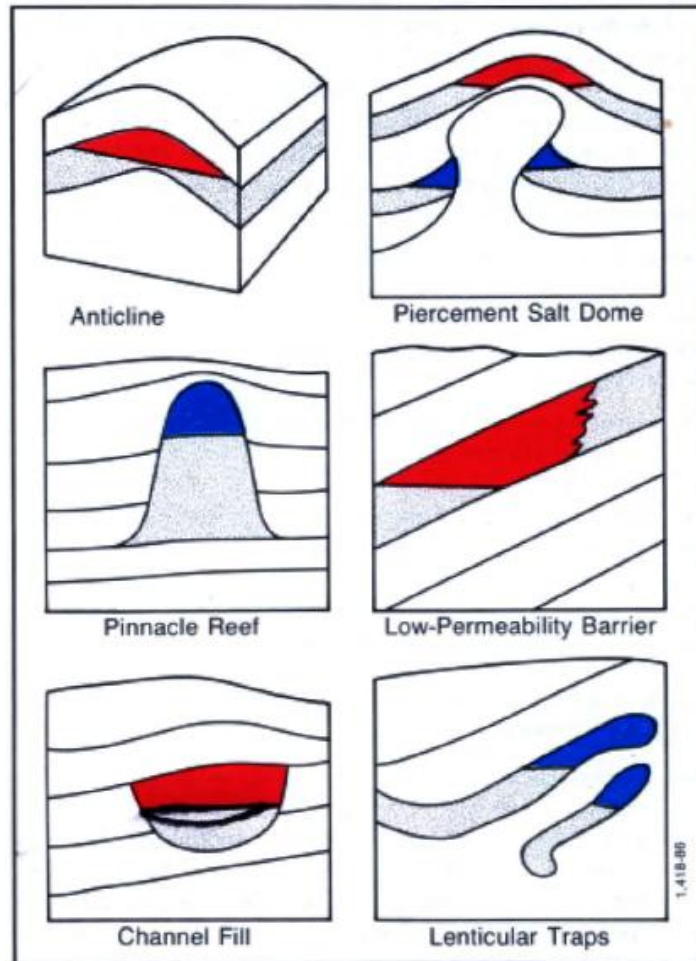 Anticline
Piercement Salt Dome
Pinnacle Reef
Low-Permeability Barrier
Channel Fill
Lenticular Traps
1.418-86